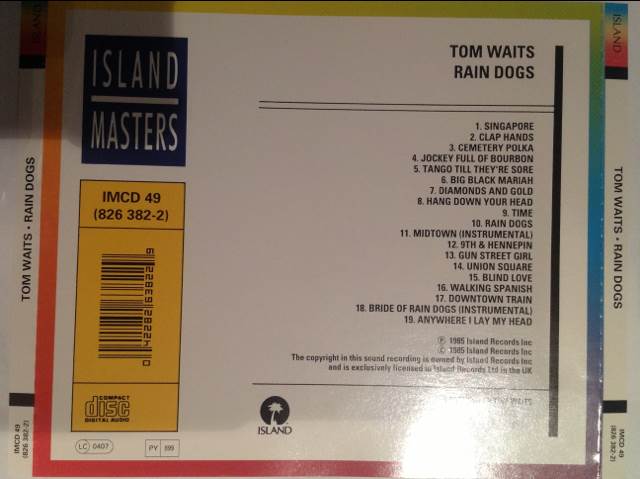 ISLAND
MASTERS
IMCD 49
(826 382-2)
COMPACT
disc
DIGITAL AUDIO
LC 0407
PY 899
TOM WAITS
RAIN DOGS
1. SINGAPORE
2. CLAP HANDS
3. CEMETERY POLKA
4. JOCKEY FULL OF BOURBON
5. TANGO TILL THEY'RE SORE
6. BIG BLACK MARIAH
7. DIAMONDS AND GOLD
8. HANG DOWN YOUR HEAD
9. TIME
10. RAIN DOGS
11. MIDTOWN (INSTRUMENTAL)
12. 9TH & HENNEPIN
13. GUN STREET GIRL
14. UNION SQUARE
15. BLIND LOVE
16. WALKING SPANISH
17. DOWNTOWN TRAIN
18. BRIDE OF RAIN DOGS (INSTRUMENTAL)
19. ANYWHERE I LAY MY HEAD
℗ 1985 Island Records Inc
© 1985 Island Records Inc
The copyright in this sound recording is owned by Island Records Inc
and is exclusively licensed to Island Records Ltd in the UK
ISLAND
ISLAND
TOM WAITS • RAIN DOGS
IMCD 49
(826 382-2)
ISLAND
TOM WAITS • RAIN DOGS
IMCD 49
(826 382-2)